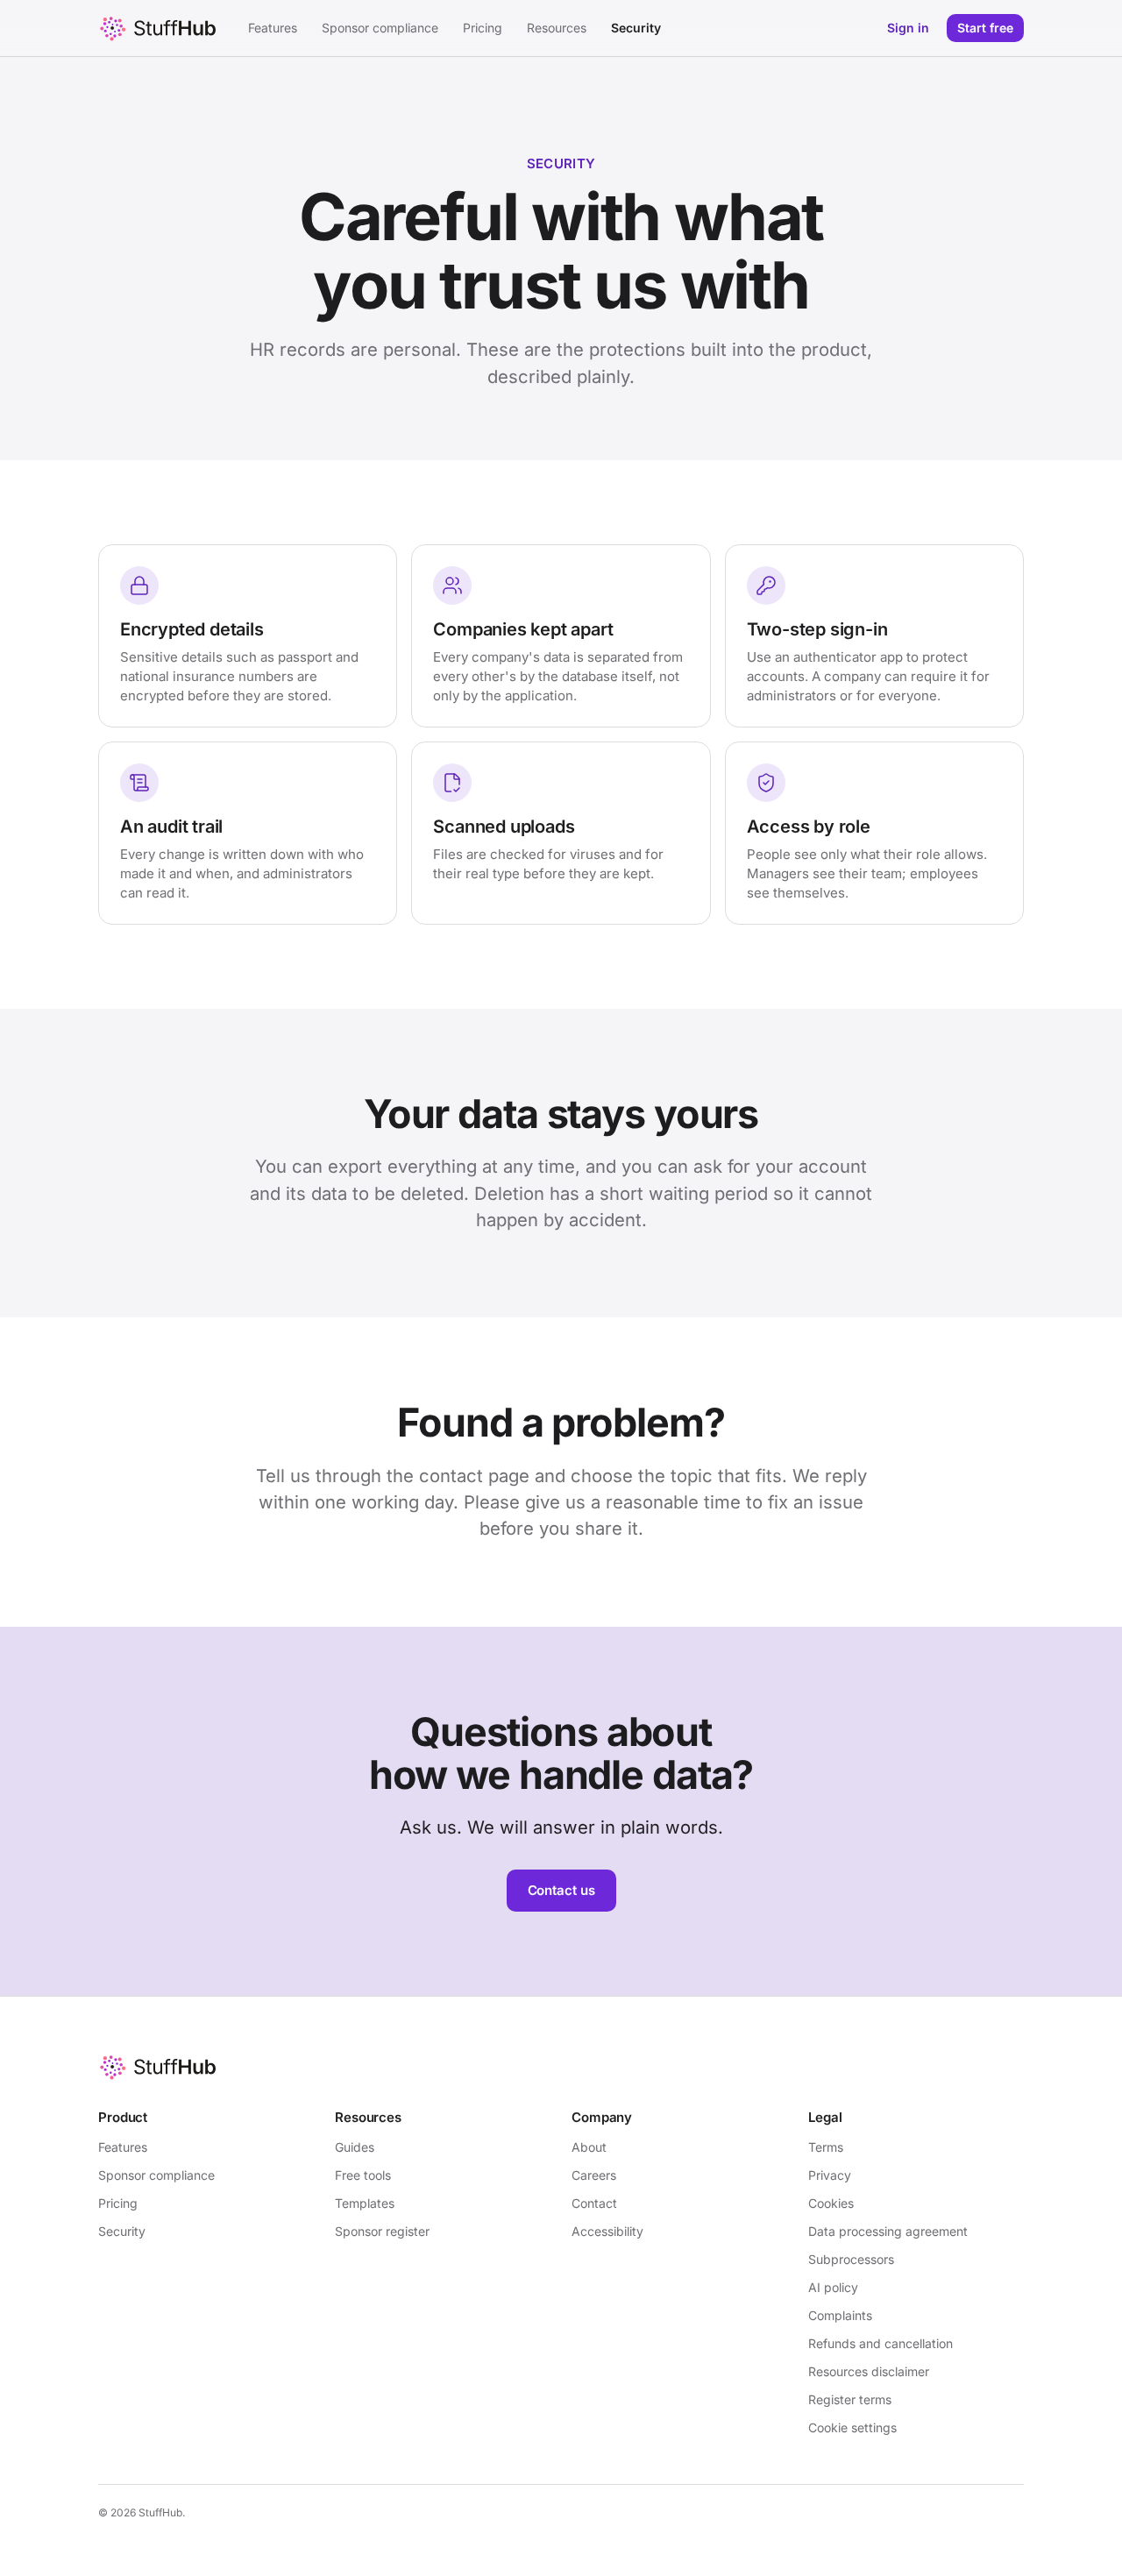 StuffHub
Features
Sponsor compliance
Pricing
Resources
Security
Sign in
Start free
SECURITY
Careful with what
you trust us with
HR records are personal. These are the protections built into the product,
described plainly.
Encrypted details
Sensitive details such as passport and
national insurance numbers are
encrypted before they are stored.
Companies kept apart
Every company's data is separated from
every other's by the database itself, not
only by the application.
Two-step sign-in
Use an authenticator app to protect
accounts. A company can require it for
administrators or for everyone.
An audit trail
Every change is written down with who
made it and when, and administrators
can read it.
Scanned uploads
Files are checked for viruses and for
their real type before they are kept.
Access by role
People see only what their role allows.
Managers see their team; employees
see themselves.
Your data stays yours
You can export everything at any time, and you can ask for your account
and its data to be deleted. Deletion has a short waiting period so it cannot
happen by accident.
Found a problem?
Tell us through the contact page and choose the topic that fits. We reply
within one working day. Please give us a reasonable time to fix an issue
before you share it.
Questions about
how we handle data?
Ask us. We will answer in plain words.
Contact us
StuffHub
Product
Features
Sponsor compliance
Pricing
Security
Resources
Guides
Free tools
Templates
Sponsor register
Company
About
Careers
Contact
Accessibility
Legal
Terms
Privacy
Cookies
Data processing agreement
Subprocessors
AI policy
Complaints
Refunds and cancellation
Resources disclaimer
Register terms
Cookie settings
© 2026 StuffHub.